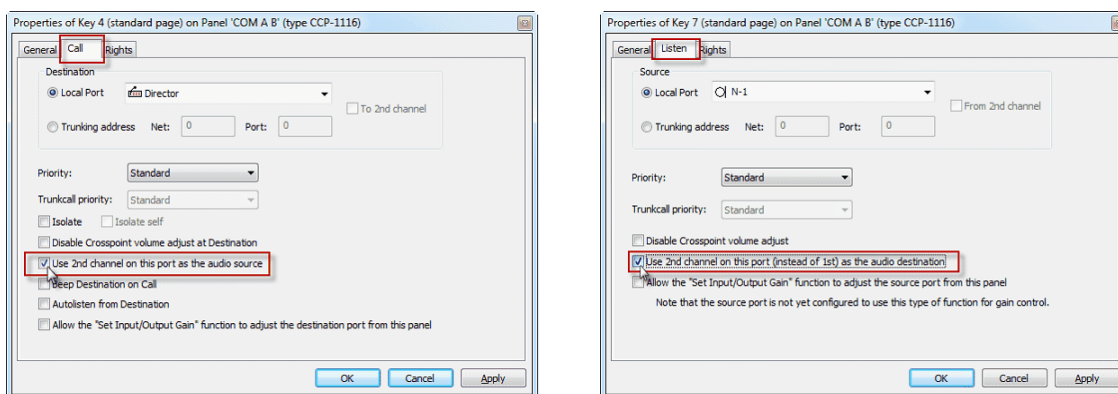 Properties of Key 4 (standard page) on Panel 'COM A B' (type CCP-1116)
General Call Rights
Destination
Local Port Director
To 2nd channel
Trunking address Net: 0 Port: 0
Priority: Standard
Trunkcall priority: Standard
Isolate Isolate self
Disable Crosspoint volume adjust at Destination
Use 2nd channel on this port as the audio source
Beep Destination on Call
Autolisten from Destination
Allow the "Set Input/Output Gain" function to adjust the destination port from this panel
OK Cancel Apply
Properties of Key 7 (standard page) on Panel 'COM A B' (type CCP-1116)
General Listen Rights
Source
Local Port N-1
From 2nd channel
Trunking address Net: 0 Port: 0
Priority: Standard
Trunkcall priority: Standard
Disable Crosspoint volume adjust
Use 2nd channel on this port (instead of 1st) as the audio destination
Allow the "Set Input/Output Gain" function to adjust the source port from this panel
Note that the source port is not yet configured to use this type of function for gain control.
OK Cancel Apply